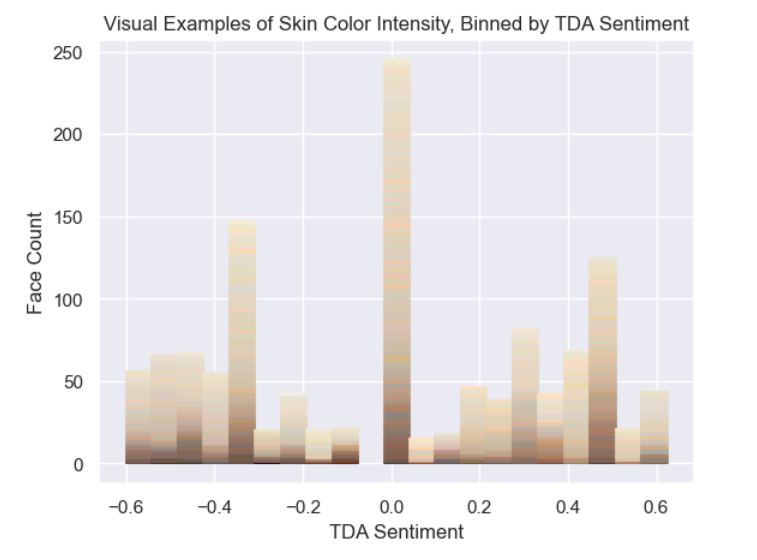 Visual Examples of Skin Color Intensity, Binned by TDA Sentiment
250
200
150
100
50
0
Face Count
−0.6 −0.4 −0.2 0.0 0.2 0.4 0.6
TDA Sentiment